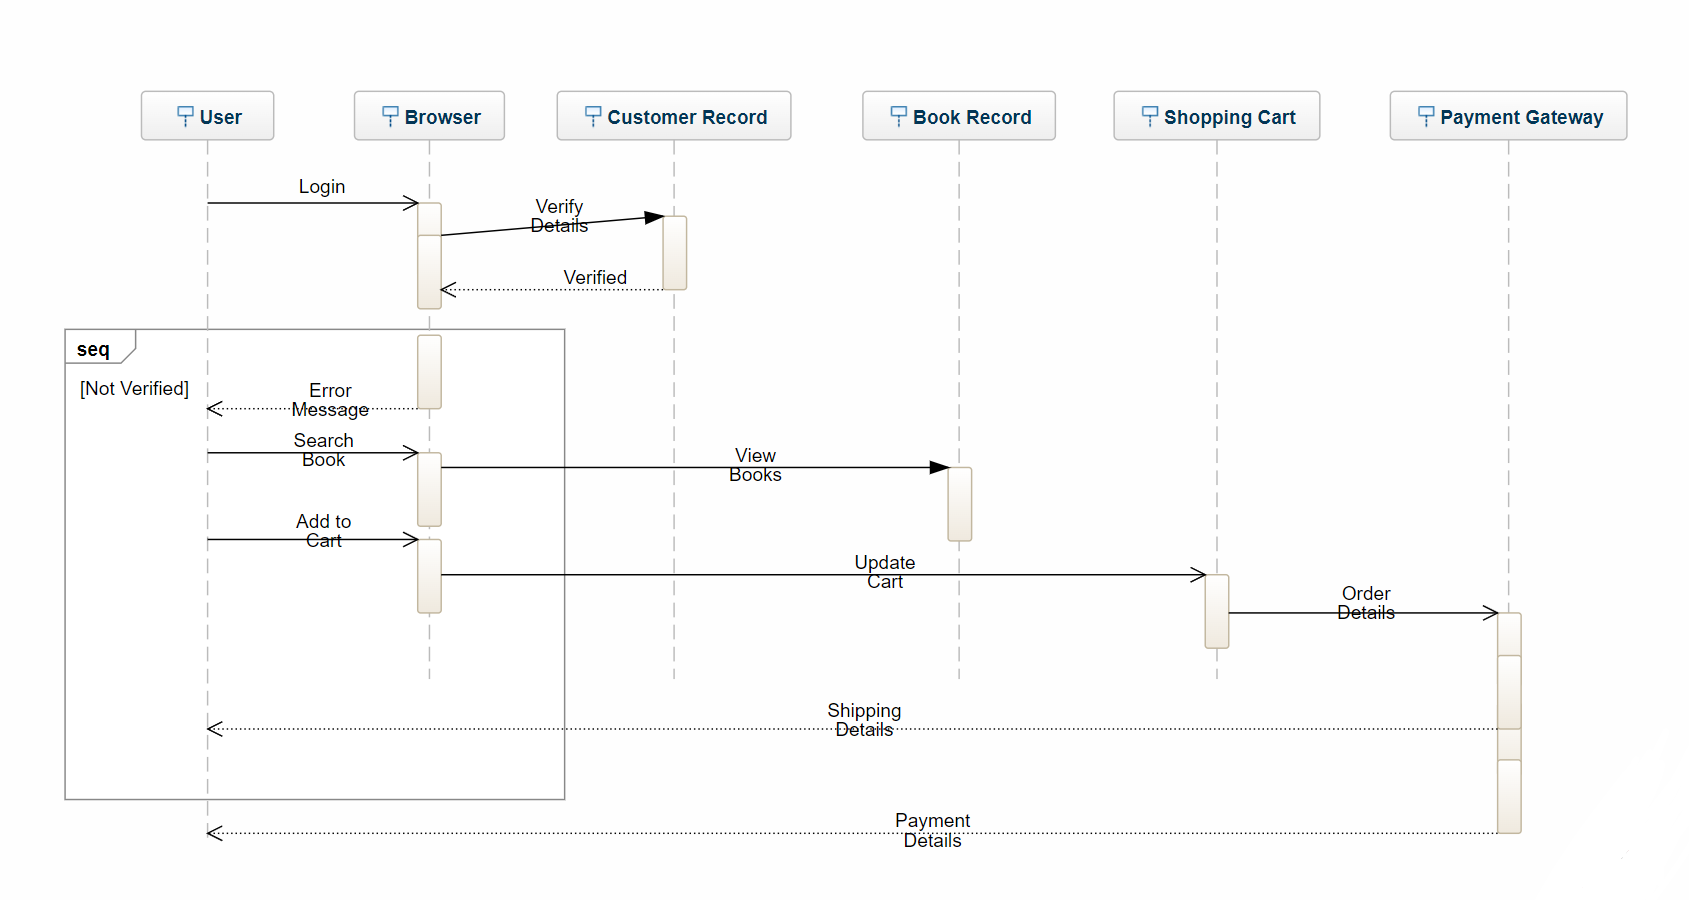 User
Browser
Customer Record
Book Record
Shopping Cart
Payment Gateway
Login
Verify
Details
Verified
seq
[Not Verified]
Error
Message
Search
Book
View
Books
Add to
Cart
Update
Cart
Order
Details
Shipping
Details
Payment
Details